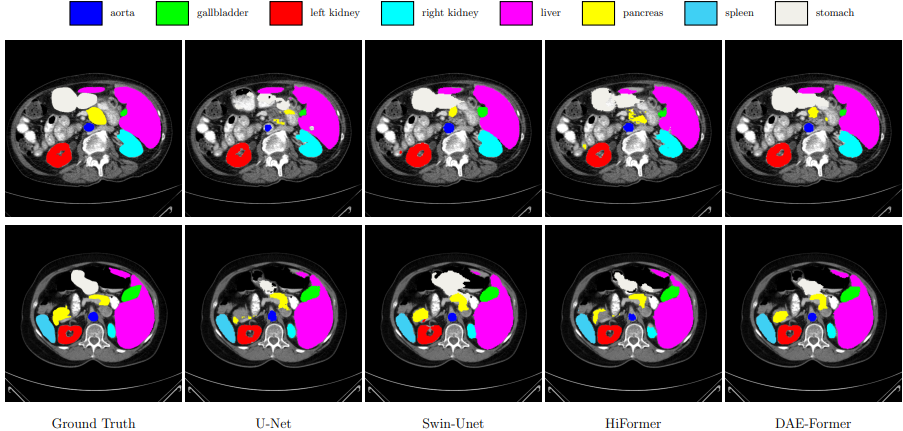 aorta gallbladder left kidney right kidney liver pancreas spleen stomach
Ground Truth U-Net Swin-Unet HiFormer DAE-Former